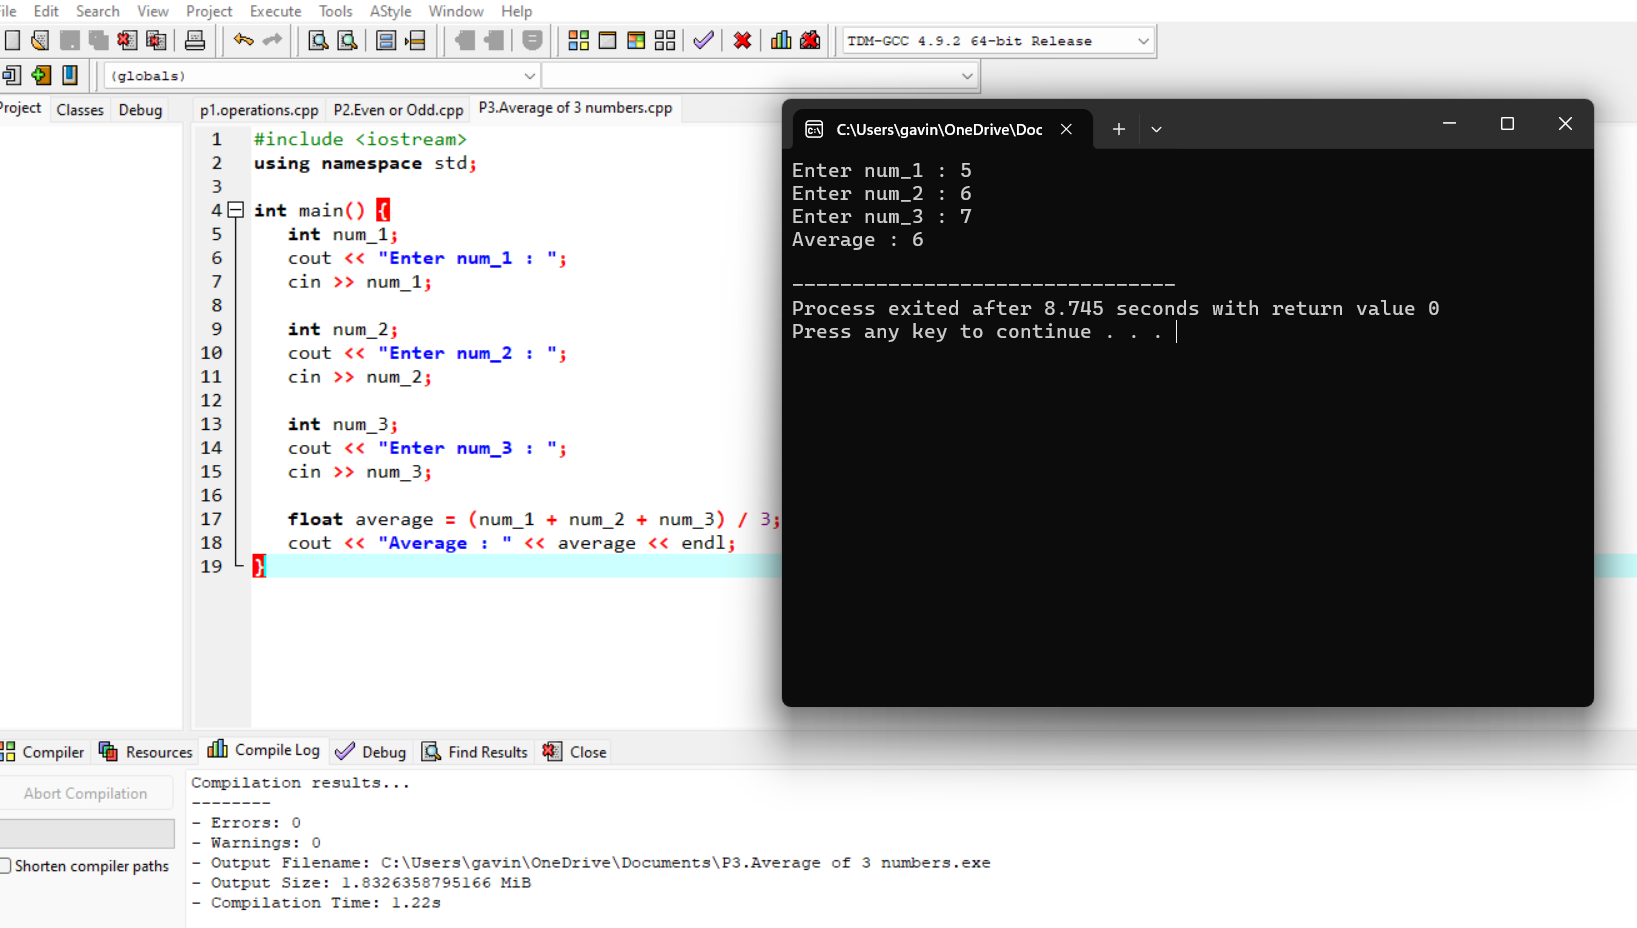 File Edit Search View Project Execute Tools AStyle Window Help
TDM-GCC 4.9.2 64-bit Release
(globals)
Project Classes Debug
p1.operations.cpp P2.Even or Odd.cpp P3.Average of 3 numbers.cpp
1 #include <iostream>
2 using namespace std;
3
4 int main() {
5 int num_1;
6 cout << "Enter num_1 : ";
7 cin >> num_1;
8
9 int num_2;
10 cout << "Enter num_2 : ";
11 cin >> num_2;
12
13 int num_3;
14 cout << "Enter num_3 : ";
15 cin >> num_3;
16
17 float average = (num_1 + num_2 + num_3) / 3;
18 cout << "Average : " << average << endl;
19 }
C:\Users\gavin\OneDrive\Doc
Enter num_1 : 5
Enter num_2 : 6
Enter num_3 : 7
Average : 6
--------------------------------
Process exited after 8.745 seconds with return value 0
Press any key to continue . . .
Compiler Resources Compile Log Debug Find Results Close
Abort Compilation
Shorten compiler paths
Compilation results...
--------
- Errors: 0
- Warnings: 0
- Output Filename: C:\Users\gavin\OneDrive\Documents\P3.Average of 3 numbers.exe
- Output Size: 1.8326358795166 MiB
- Compilation Time: 1.22s